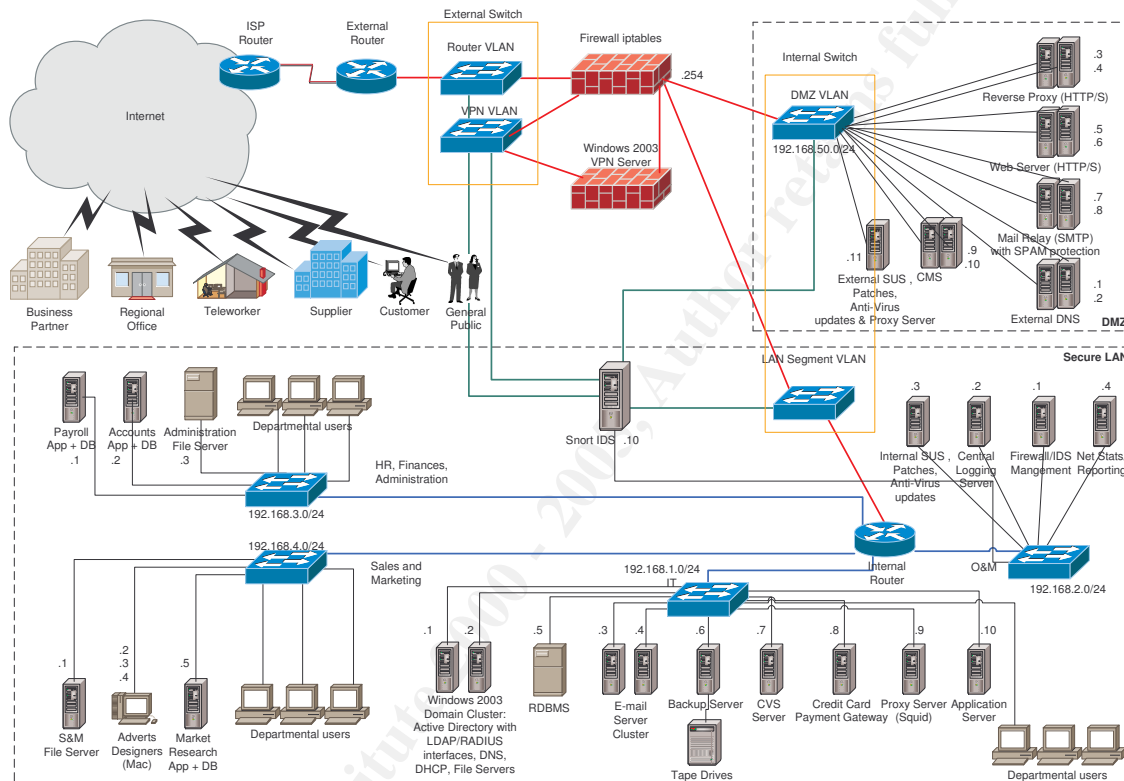 External Switch
ISP
Router
External
Router
Router VLAN
VPN VLAN
Firewall iptables
.254
Windows 2003
VPN Server
Internal Switch
DMZ VLAN
192.168.50.0/24
.3
.4
Reverse Proxy (HTTP/S)
.5
.6
Web Server (HTTP/S)
.7
.8
Mail Relay (SMTP)
with SPAM protection
.9
.10
CMS
.11
External SUS ,
Patches,
Anti-Virus
updates & Proxy Server
.1
.2
External DNS
DMZ
Internet
Business
Partner
Regional
Office
Teleworker
Supplier
Customer
General
Public
Secure LAN
LAN Segment VLAN
Snort IDS
.10
Payroll
App + DB
.1
Accounts
App + DB
.2
Administration
File Server
.3
Departmental users
HR, Finances,
Administration
192.168.3.0/24
.3
.2
.1
.4
Internal SUS ,
Patches,
Anti-Virus
updates
Central
Logging
Server
Firewall/IDS
Mangement
Net Stats/
Reporting
192.168.4.0/24
Sales and
Marketing
Internal
Router
O&M
192.168.2.0/24
192.168.1.0/24
IT
.1
S&M
File Server
.2
.3
.4
Adverts
Designers
(Mac)
.5
Market
Research
App + DB
Departmental users
.1
.2
Windows 2003
Domain Cluster:
Active Directory with
LDAP/RADIUS
interfaces, DNS,
DHCP, File Servers
.5
RDBMS
.3
.4
E-mail
Server
Cluster
.6
Backup Server
Tape Drives
.7
CVS
Server
.8
Credit Card
Payment Gateway
.9
Proxy Server
(Squid)
.10
Application
Server
Departmental users
itute 2000 - 2005, Author retains full